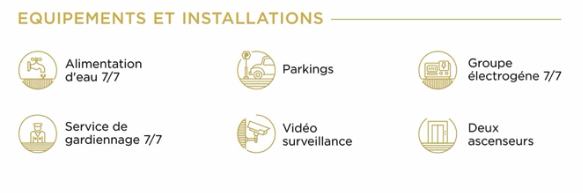 EQUIPEMENTS ET INSTALLATIONS
Alimentation
d'eau 7/7
P
Parkings
Groupe
électrogéne 7/7
Service de
gardiennage 7/7
Vidéo
surveillance
Deux
ascenseurs